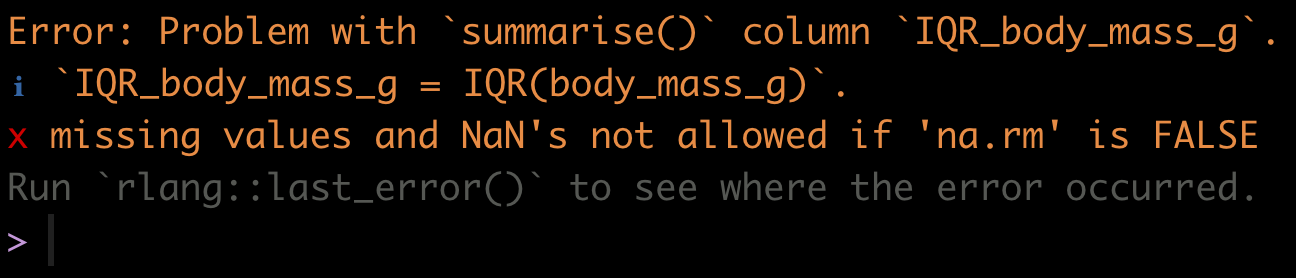 Error: Problem with `summarise()` column `IQR_body_mass_g`.
i `IQR_body_mass_g = IQR(body_mass_g)`.
x missing values and NaN's not allowed if 'na.rm' is FALSE
Run `rlang::last_error()` to see where the error occurred.
>